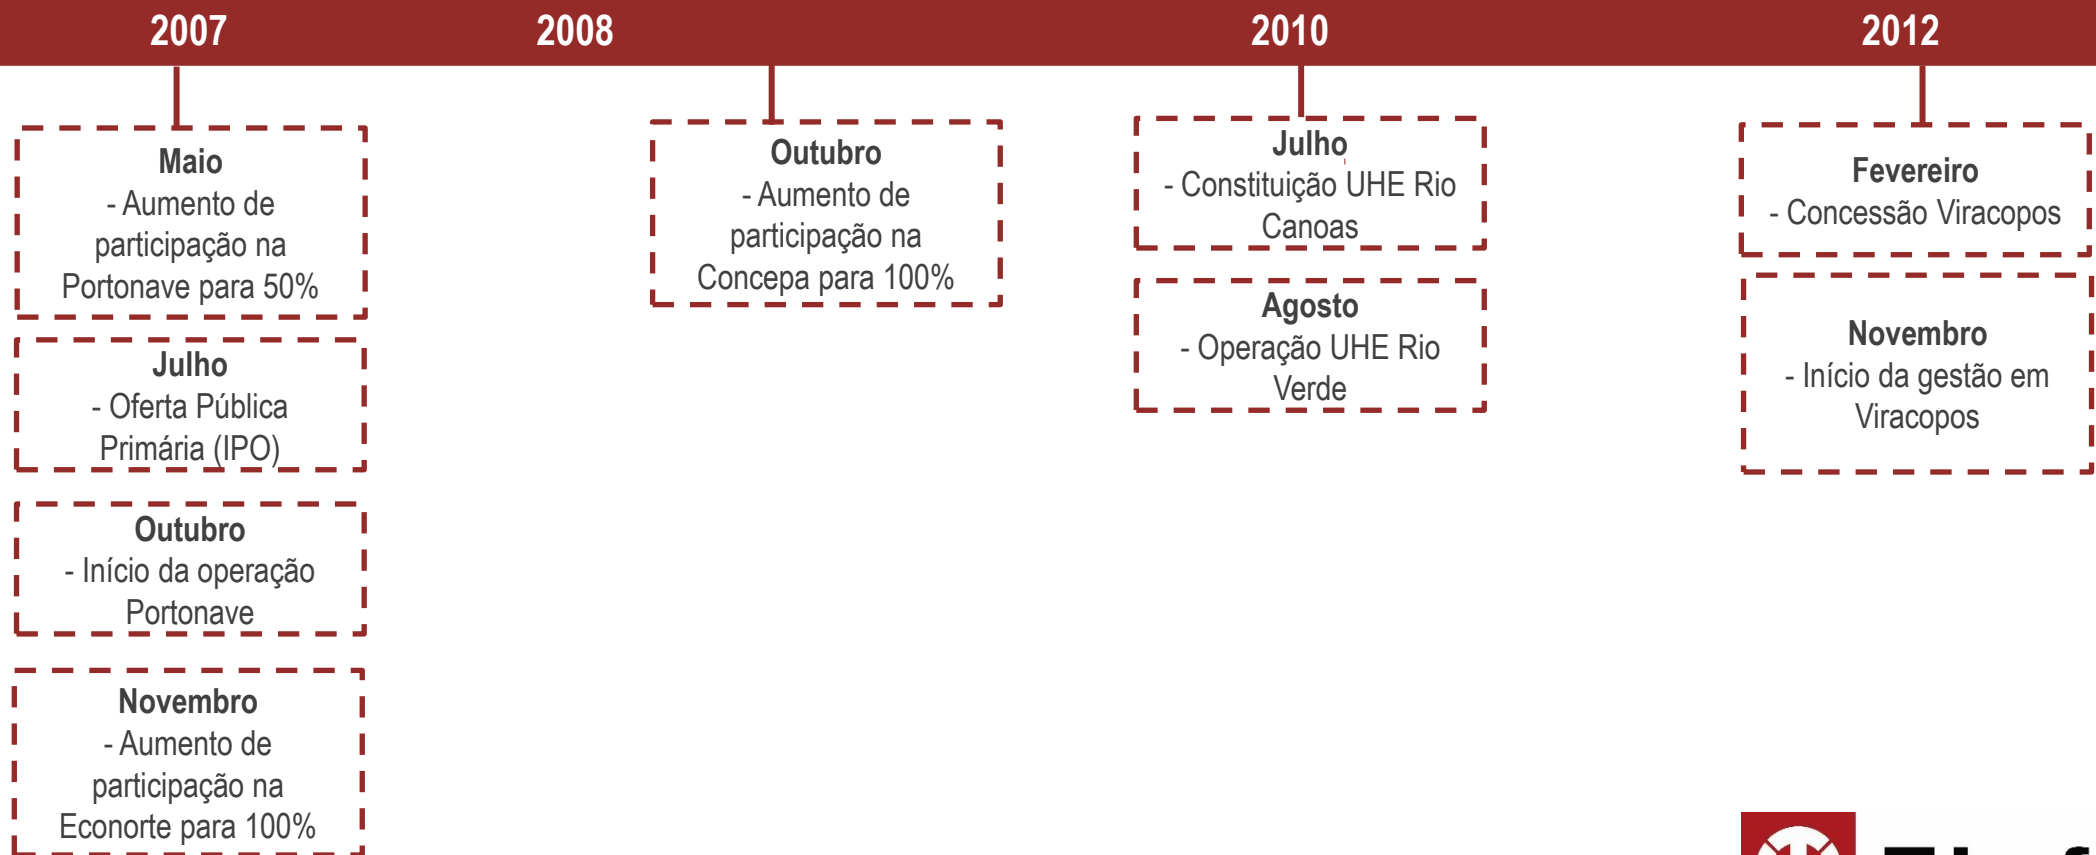 2007
2008
2010
2012
Maio
- Aumento de
participação na
Portonave para 50%
Julho
- Oferta Pública
Primária (IPO)
Outubro
- Início da operação
Portonave
Novembro
- Aumento de
participação na
Econorte para 100%
Outubro
- Aumento de
participação na
Concepa para 100%
Julho
- Constituição UHE Rio
Canoas
Agosto
- Operação UHE Rio
Verde
Fevereiro
- Concessão Viracopos
Novembro
- Início da gestão em
Viracopos